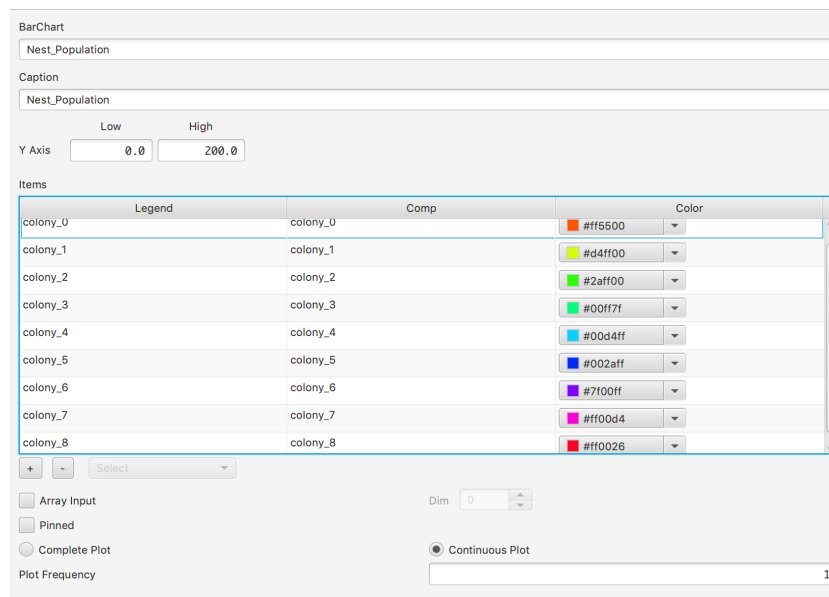 BarChart
Nest_Population
Caption
Nest_Population
Low High
Y Axis 0.0 200.0
Items
Legend Comp Color
colony_0 colony_0 #ff5500
colony_1 colony_1 #d4ff00
colony_2 colony_2 #2aff00
colony_3 colony_3 #00ff7f
colony_4 colony_4 #00d4ff
colony_5 colony_5 #002aff
colony_6 colony_6 #7f00ff
colony_7 colony_7 #ff00d4
colony_8 colony_8 #ff0026
+ - Select
Array Input Dim 0
Pinned
Complete Plot Continuous Plot
Plot Frequency 1